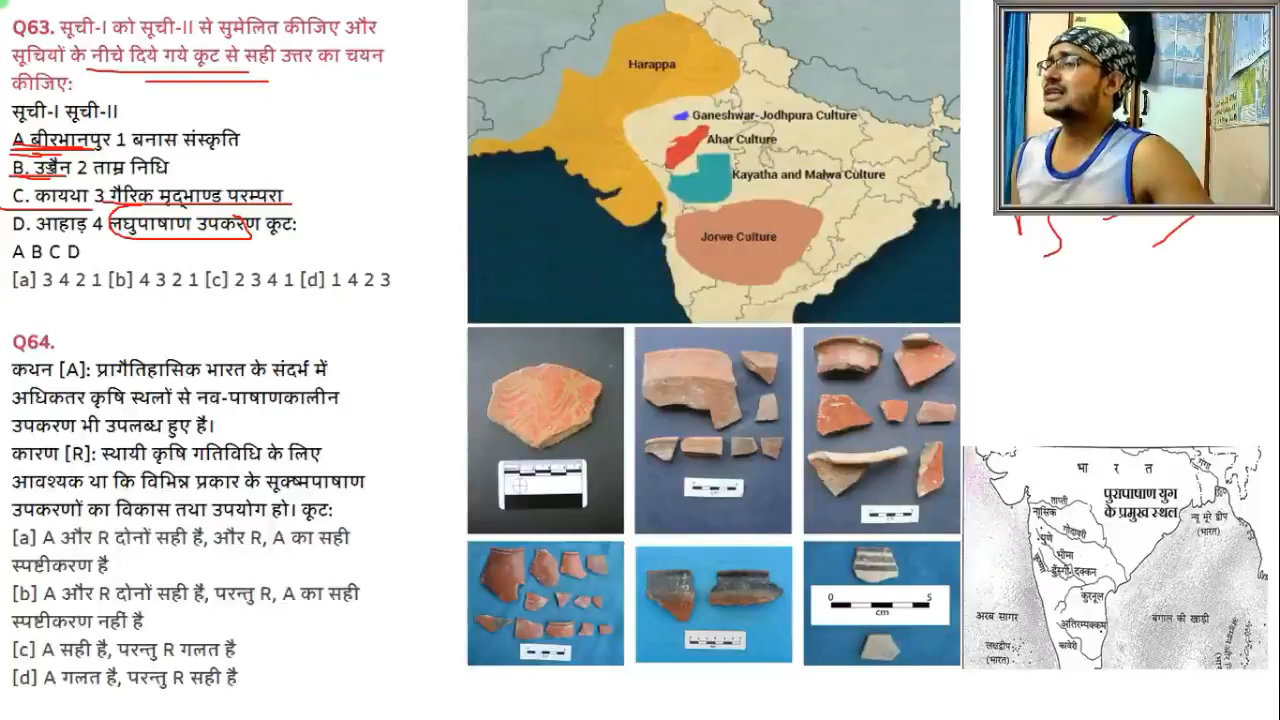 Q63. सूची-I को सूची-II से सुमेलित कीजिए और
सूचियों के नीचे दिये गये कूट से सही उत्तर का चयन
कीजिए:
सूची-I सूची-II
A बीरभानपुर 1 बनास संस्कृति
B. उज्जैन 2 ताम्र निधि
C. कायथा 3 गैरिक मृद्भाण्ड परम्परा
D. आहाड़ 4 लघुपाषाण उपकरण कूट:
A B C D
[a] 3 4 2 1 [b] 4 3 2 1 [c] 2 3 4 1 [d] 1 4 2 3
Q64.
कथन [A]: प्रागैतिहासिक भारत के संदर्भ में
अधिकतर कृषि स्थलों से नव-पाषाणकालीन
उपकरण भी उपलब्ध हुए है।
कारण [R]: स्थायी कृषि गतिविधि के लिए
आवश्यक था कि विभिन्न प्रकार के सूक्ष्मपाषाण
उपकरणों का विकास तथा उपयोग हो। कूट:
[a] A और R दोनों सही है, और R, A का सही
स्पष्टीकरण है
[b] A और R दोनों सही है, परन्तु R, A का सही
स्पष्टीकरण नहीं है
[c] A सही है, परन्तु R गलत है
[d] A गलत है, परन्तु R सही है
Harappa
Ganeshwar-Jodhpura Culture
Ahar Culture
Kayatha and Malwa Culture
Jorwe Culture
0 5
cm
भारत
गंगा
पुरापाषाण युग
के प्रमुख स्थल
ताप्ती
नासिक
गोदावरी
पुणे
भीमा
हुंस्गी दक्कन
कुरनूल
अतिरम्पक्कम
कावेरी
न्यू मूरे द्वीप
(भारत)
अरब सागर
बंगाल की खाड़ी
लक्षद्वीप
(भारत)